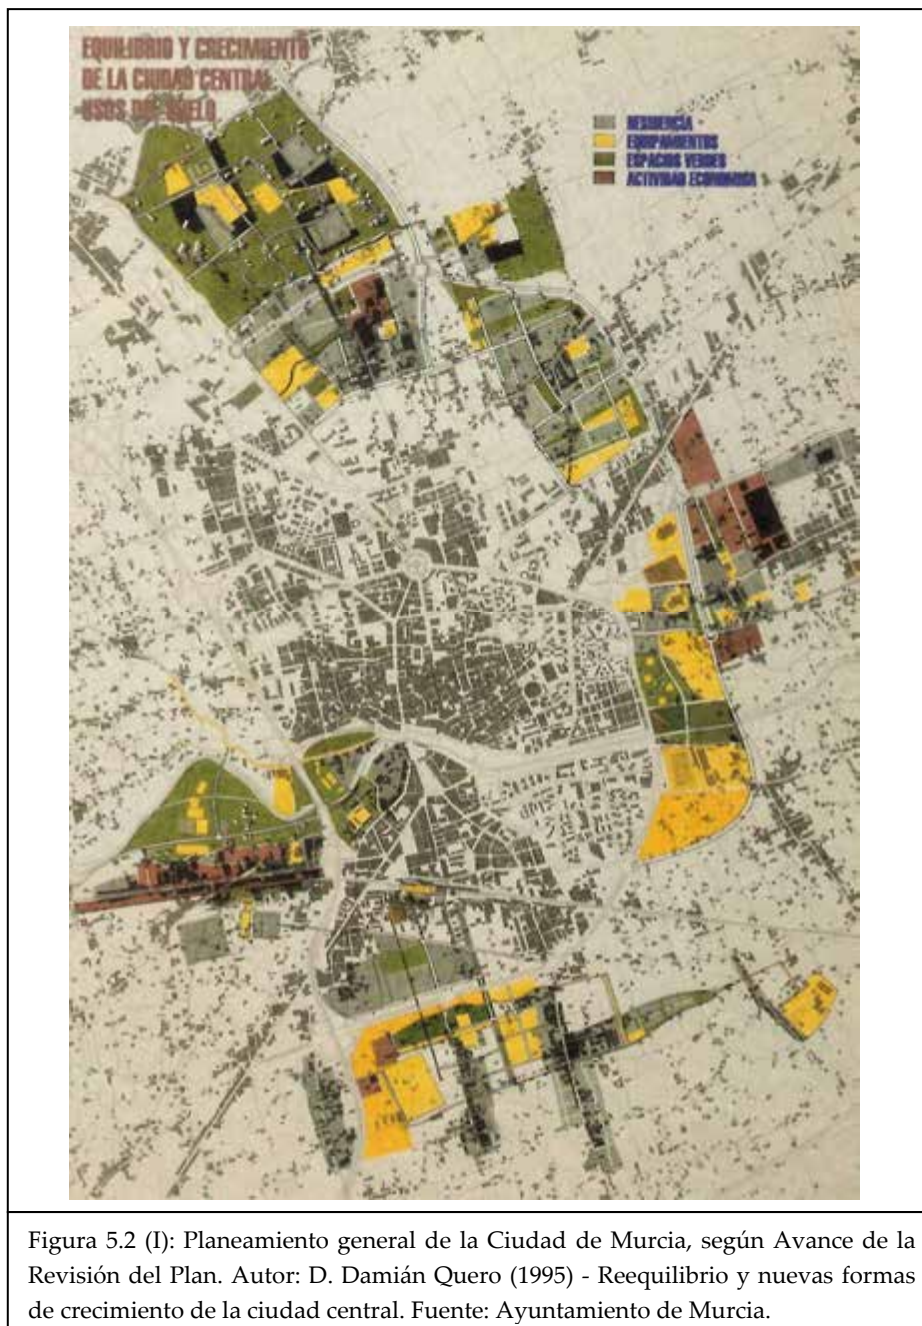 EQUILIBRIO Y CRECIMIENTO
DE LA CIUDAD CENTRAL
USOS DEL SUELO
RESIDENCIA
EQUIPAMIENTOS
ESPACIOS VERDES
ACTIVIDAD ECONOMICA
Figura 5.2 (I): Planeamiento general de la Ciudad de Murcia, según Avance de la
Revisión del Plan. Autor: D. Damián Quero (1995) - Reequilibrio y nuevas formas
de crecimiento de la ciudad central. Fuente: Ayuntamiento de Murcia.